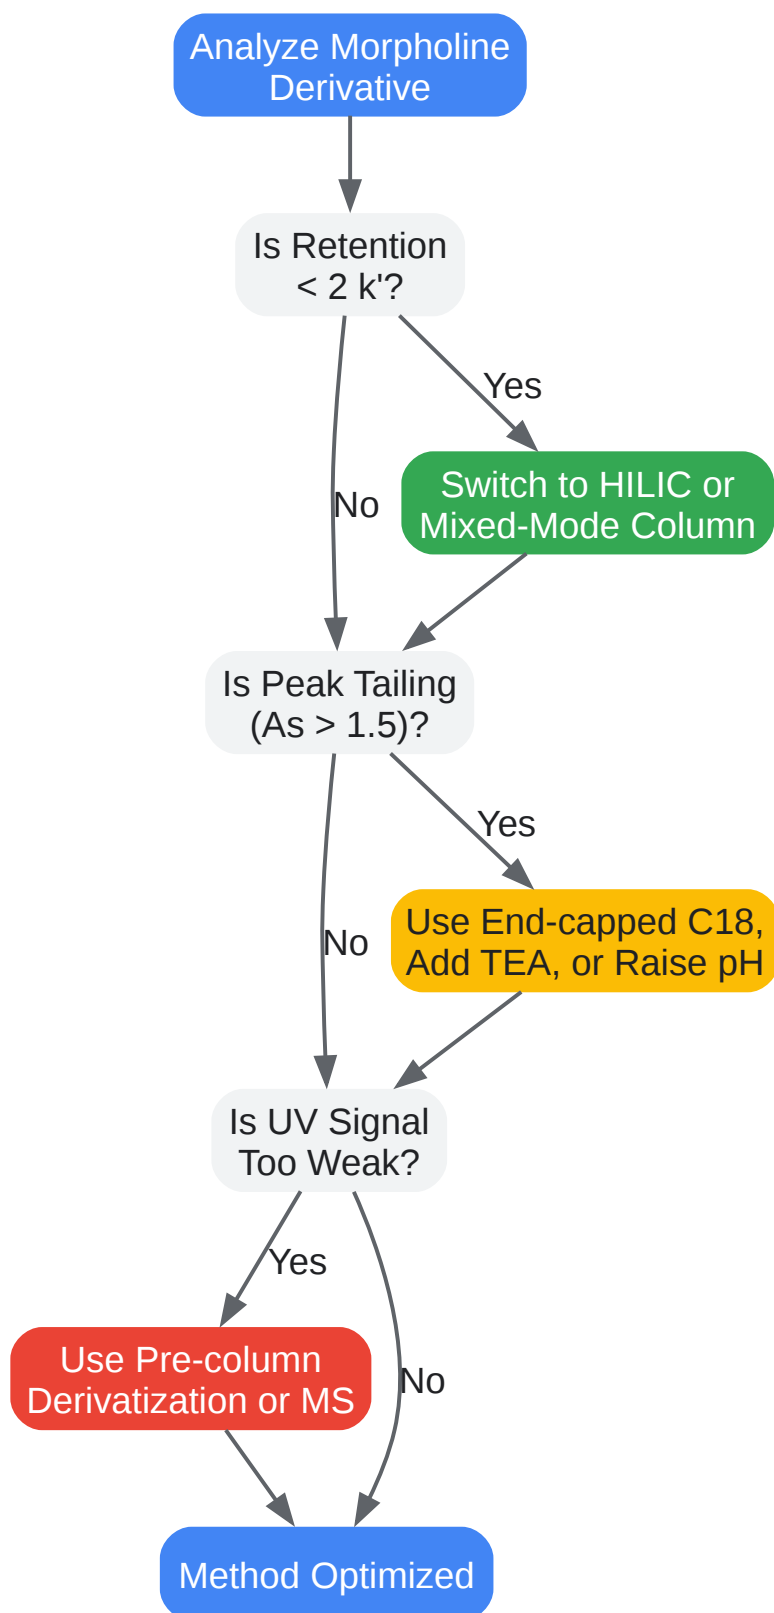 Analyze Morpholine
Derivative
Is Retention
< 2 k'?
Yes
No
Switch to HILIC or
Mixed-Mode Column
Is Peak Tailing
(As > 1.5)?
Yes
No
Use End-capped C18,
Add TEA, or Raise pH
Is UV Signal
Too Weak?
Yes
No
Use Pre-column
Derivatization or MS
Method Optimized